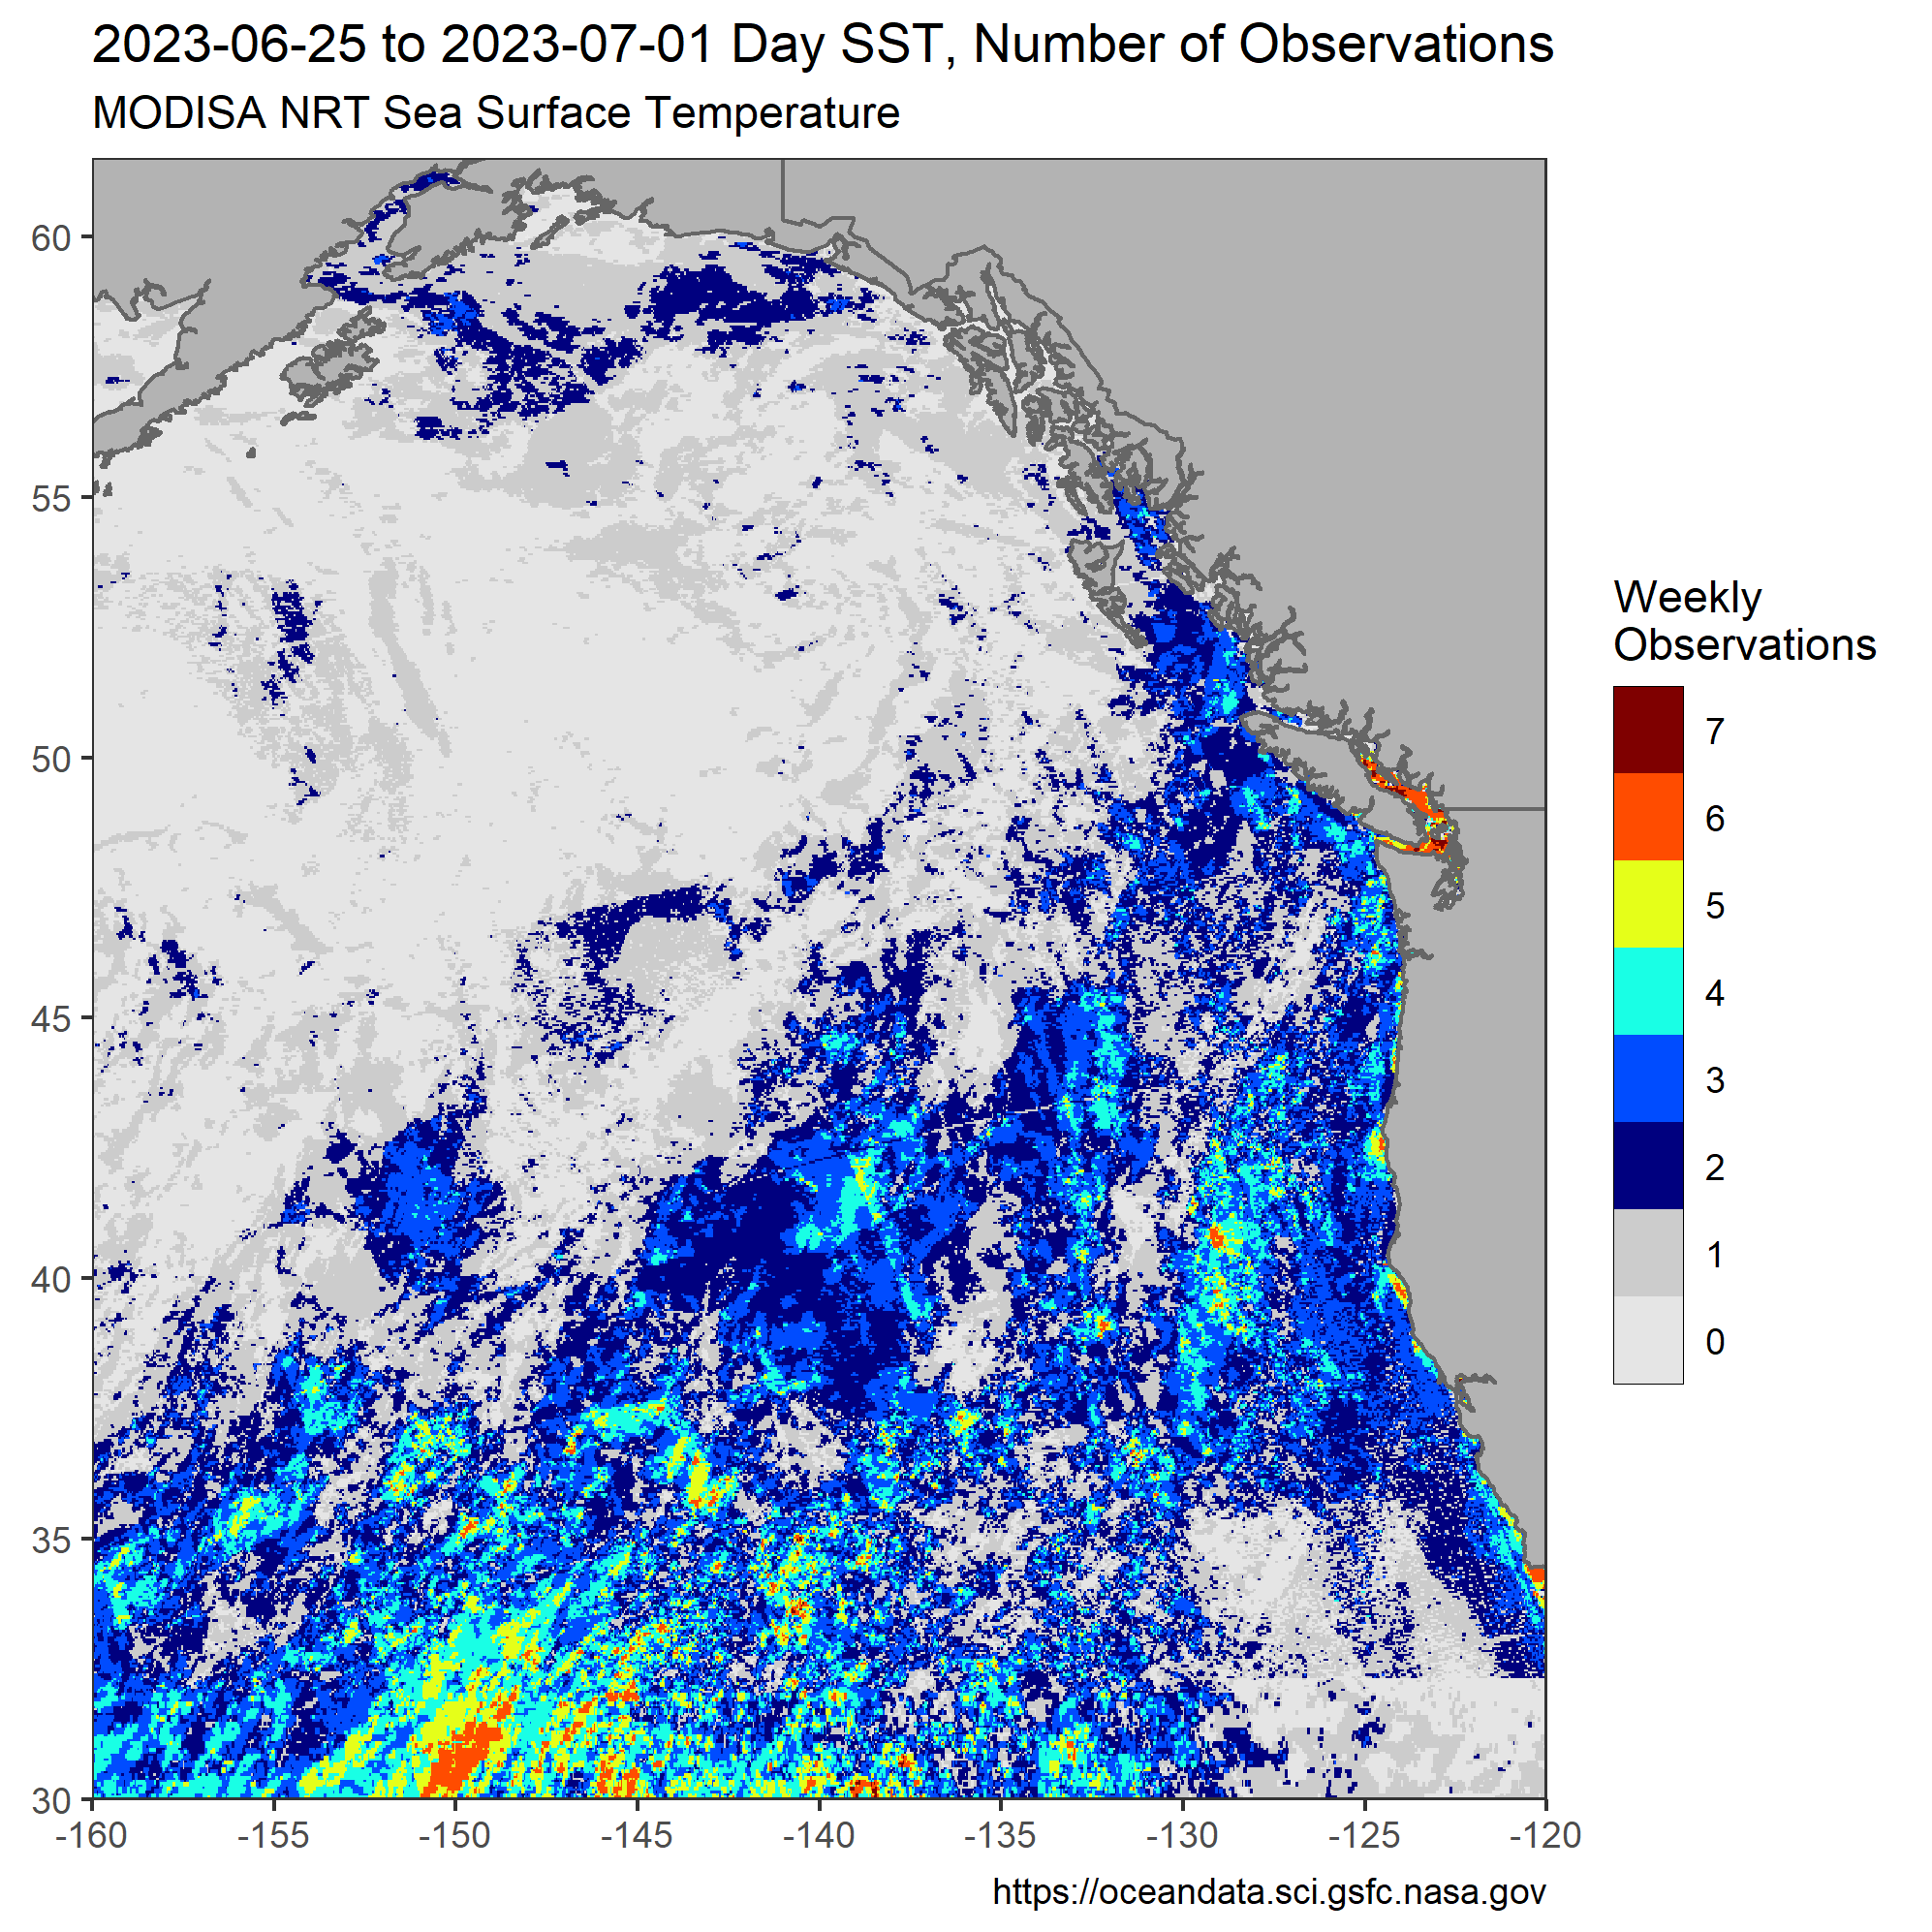 2023-06-25 to 2023-07-01 Day SST, Number of Observations
MODISA NRT Sea Surface Temperature
60
55
50
45
40
35
30
-160 -155 -150 -145 -140 -135 -130 -125 -120
Weekly
Observations
7
6
5
4
3
2
1
0
https://oceandata.sci.gsfc.nasa.gov